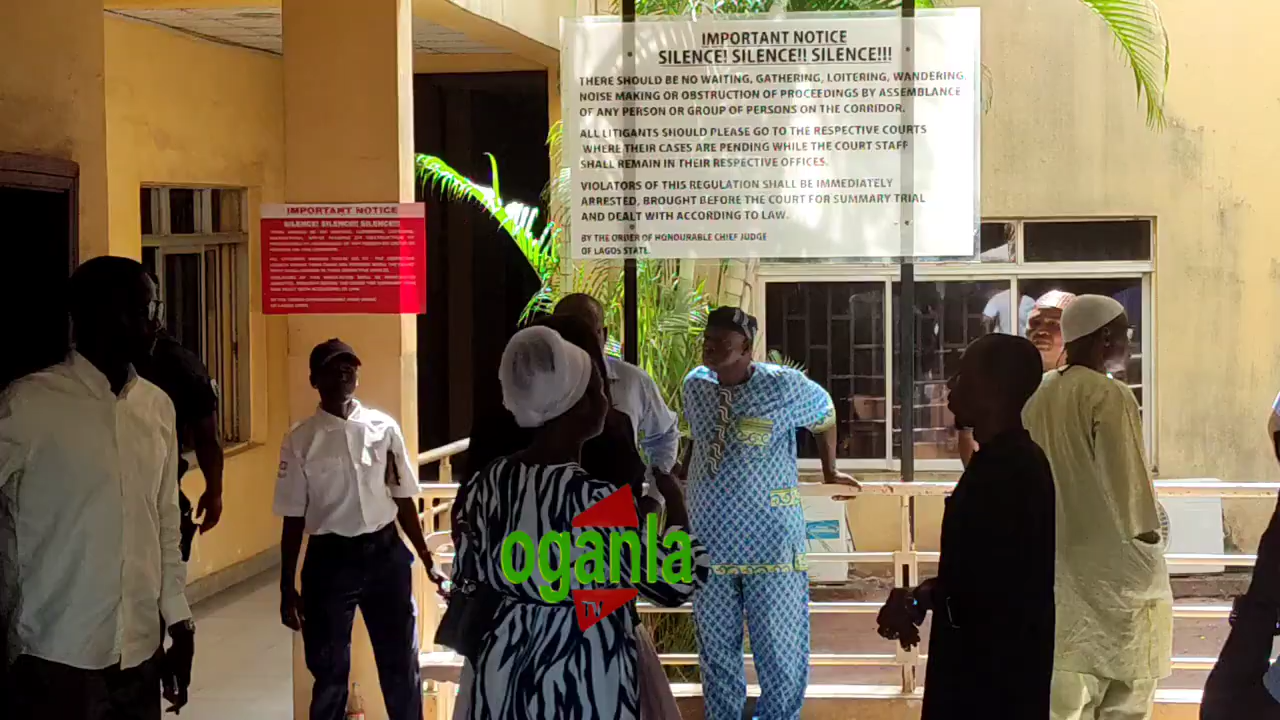 IMPORTANT NOTICE
SILENCE! SILENCE!! SILENCE!!!
THERE SHOULD BE NO WAITING, GATHERING, LOITERING, WANDERING,
NOISE MAKING OR OBSTRUCTION OF PROCEEDINGS BY ASSEMBLANCE
OF ANY PERSON OR GROUP OF PERSONS ON THE CORRIDOR.
ALL LITIGANTS SHOULD PLEASE GO TO THE RESPECTIVE COURTS
WHERE THEIR CASES ARE PENDING WHILE THE COURT STAFF
SHALL REMAIN IN THEIR RESPECTIVE OFFICES.
VIOLATORS OF THIS REGULATION SHALL BE IMMEDIATELY
ARRESTED, BROUGHT BEFORE THE COURT FOR SUMMARY TRIAL
AND DEALT WITH ACCORDING TO LAW.
BY THE ORDER OF HONOURABLE CHIEF JUDGE
OF LAGOS STATE.
IMPORTANT NOTICE
SILENCE! SILENCE!! SILENCE!!!
oganla
TV